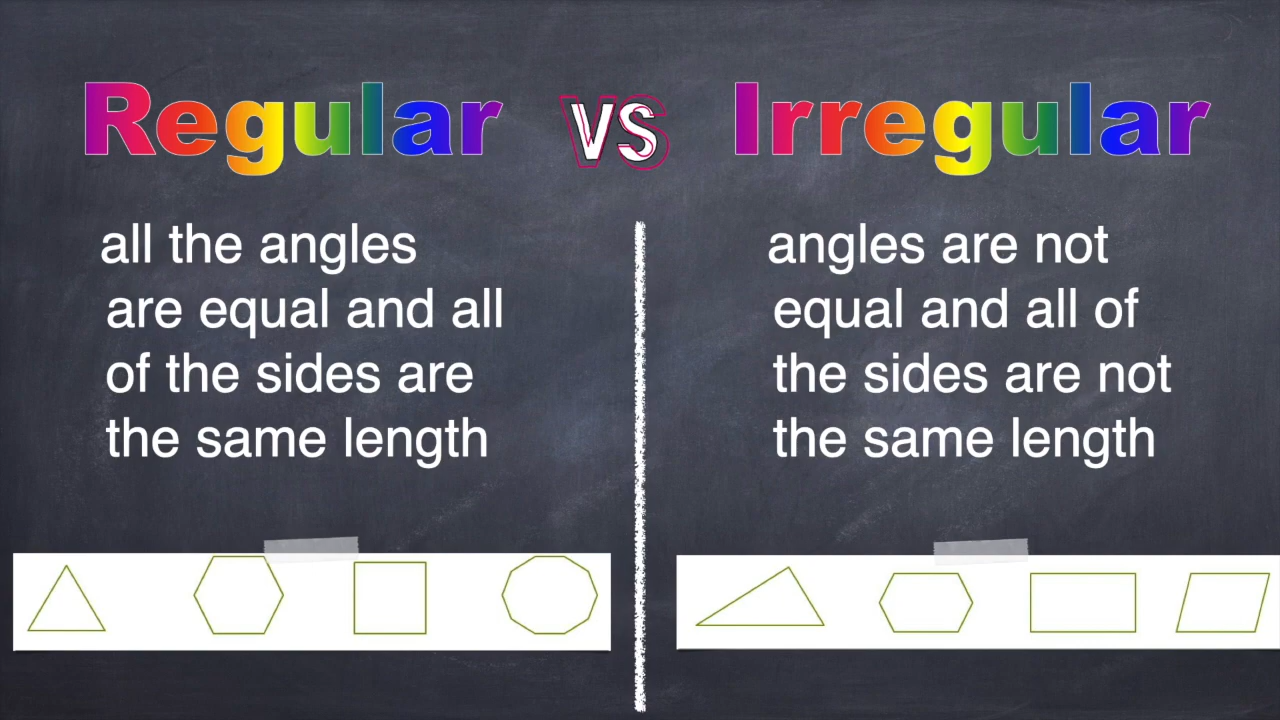 Regular VS Irregular
all the angles
are equal and all
of the sides are
the same length
angles are not
equal and all of
the sides are not
the same length